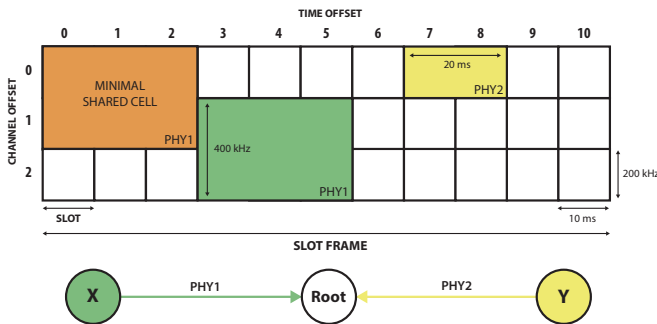 TIME OFFSET
0 1 2 3 4 5 6 7 8 9 10
CHANNEL OFFSET
0
1
2
MINIMAL
SHARED CELL
PHY1
20 ms
PHY2
400 kHz
PHY1
200 kHz
SLOT
10 ms
SLOT FRAME
X
PHY1
Root
PHY2
Y